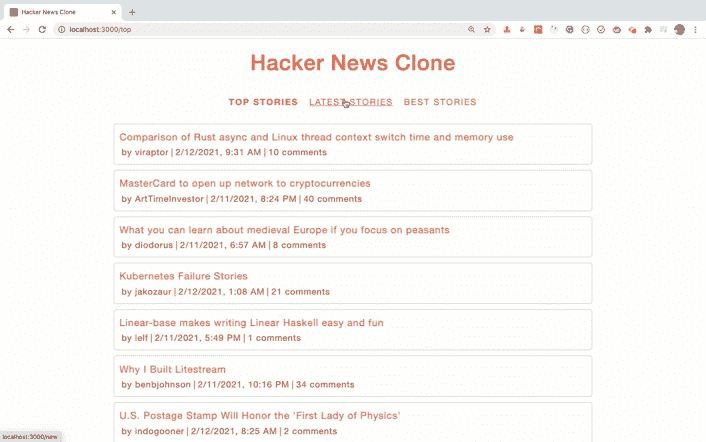 Hacker News Clone
localhost:3000/top
Hacker News Clone
TOP STORIES LATEST STORIES BEST STORIES
Comparison of Rust async and Linux thread context switch time and memory use
by viraptor | 2/12/2021, 9:31 AM | 10 comments
MasterCard to open up network to cryptocurrencies
by ArtTimeInvestor | 2/11/2021, 8:24 PM | 40 comments
What you can learn about medieval Europe if you focus on peasants
by diodorus | 2/11/2021, 6:57 AM | 8 comments
Kubernetes Failure Stories
by jakozaur | 2/12/2021, 1:08 AM | 21 comments
Linear-base makes writing Linear Haskell easy and fun
by lelf | 2/11/2021, 5:49 PM | 1 comments
Why I Built Litestream
by benbjohnson | 2/11/2021, 10:16 PM | 34 comments
U.S. Postage Stamp Will Honor the 'First Lady of Physics'
by indogooner | 2/12/2021, 8:25 AM | 2 comments
localhost:3000/new